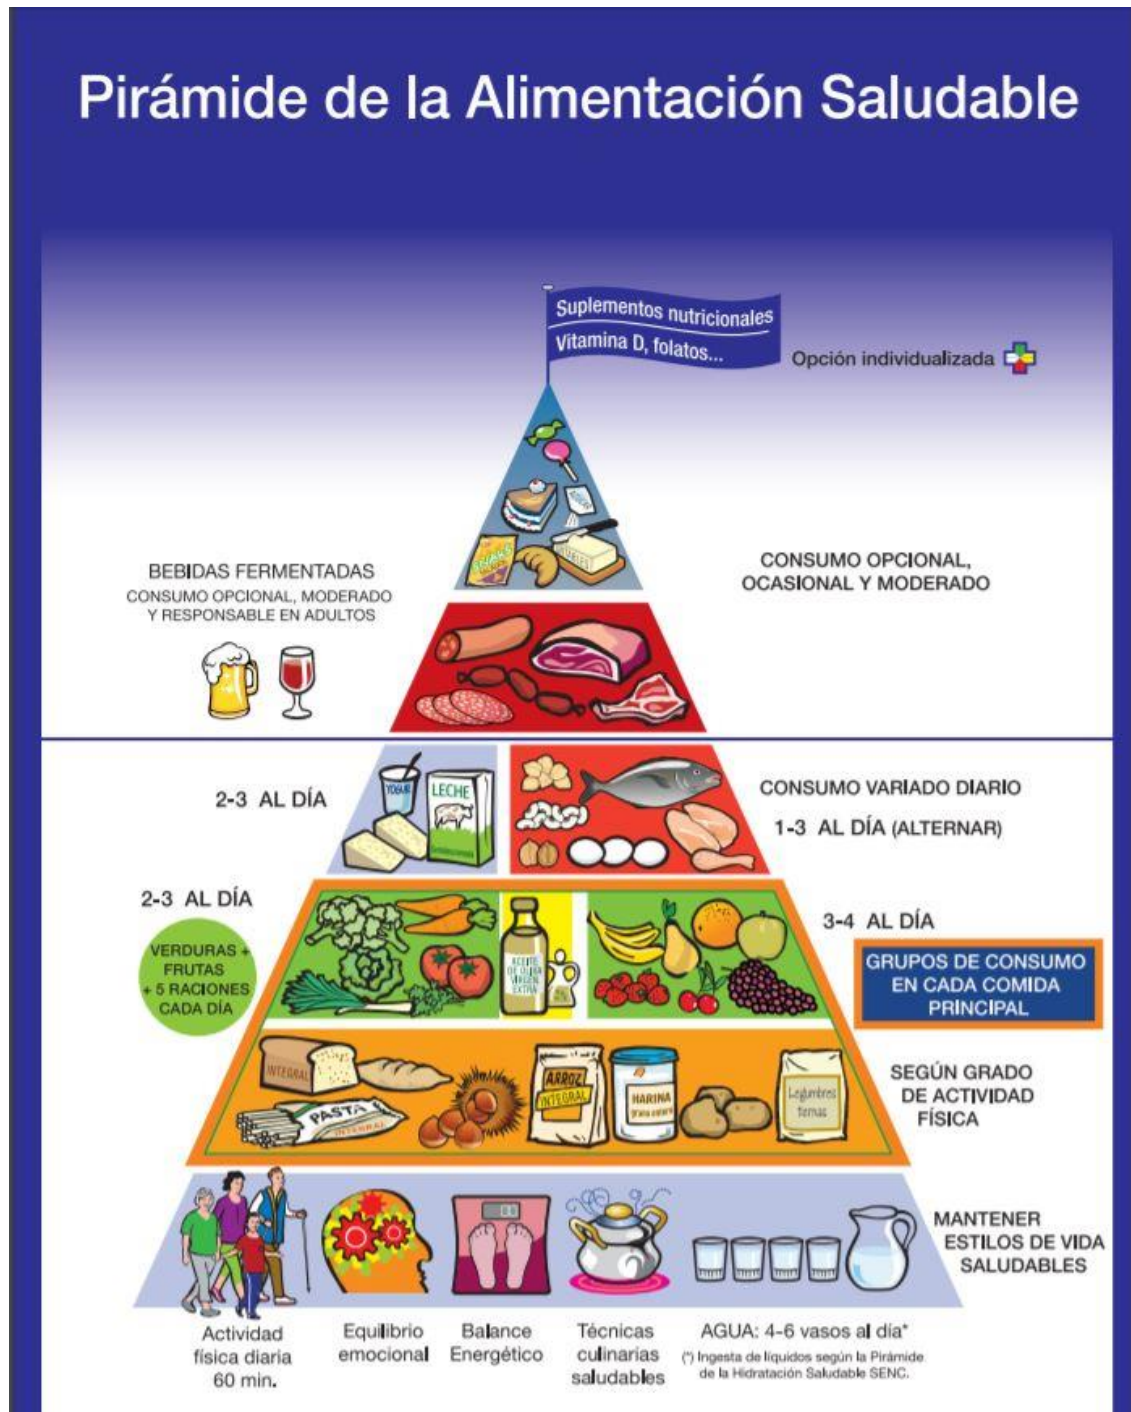 Pirámide de la Alimentación Saludable
Suplementos nutricionales
Vitamina D, folatos...
Opción individualizada
AZÚCAR
BEBIDAS FERMENTADAS
CONSUMO OPCIONAL, MODERADO
Y RESPONSABLE EN ADULTOS
CONSUMO OPCIONAL,
OCASIONAL Y MODERADO
2-3 AL DÍA
YOGUR
LECHE
CONSUMO VARIADO DIARIO
1-3 AL DÍA (ALTERNAR)
2-3 AL DÍA
VERDURAS +
FRUTAS
+ 5 RACIONES
CADA DÍA
ACEITE
DE OLIVA
VIRGEN
EXTRA
3-4 AL DÍA
GRUPOS DE CONSUMO
EN CADA COMIDA
PRINCIPAL
INTEGRAL
PASTA
INTEGRAL
ARROZ
INTEGRAL
HARINA
grano entero
Legumbres
tiernas
SEGÚN GRADO
DE ACTIVIDAD
FÍSICA
MANTENER
ESTILOS DE VIDA
SALUDABLES
Actividad
física diaria
60 min.
Equilibrio
emocional
Balance
Energético
Técnicas
culinarias
saludables
AGUA: 4-6 vasos al día*
(*) Ingesta de líquidos según la Pirámide
de la Hidratación Saludable SENC.